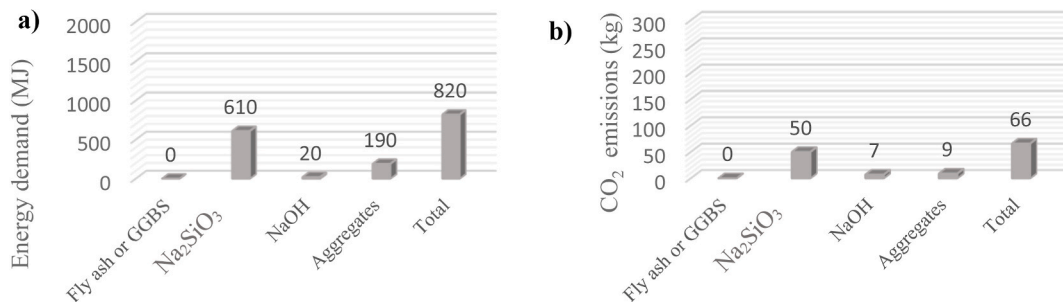 a)
Energy demand (MJ)
2000
1500
1000
500
0
0
610
20
190
820
Fly ash or GGBS
Na₂SiO₃
NaOH
Aggregates
Total
b)
CO₂ emissions (kg)
300
250
200
150
100
50
0
0
50
7
9
66
Fly ash or GGBS
Na₂SiO₃
NaOH
Aggregates
Total